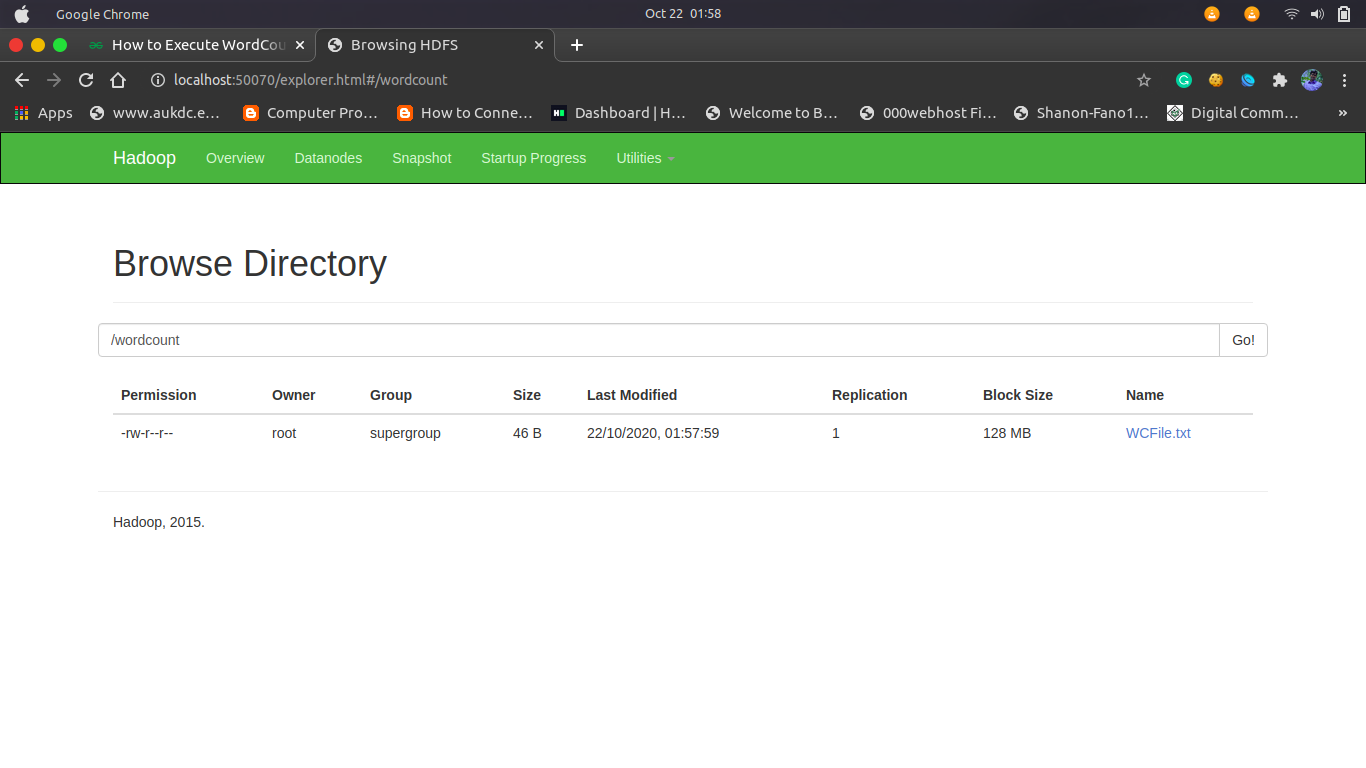 Google Chrome Oct 22 01:58
How to Execute WordCou Browsing HDFS
localhost:50070/explorer.html#/wordcount
Apps www.aukdc.e... Computer Pro... How to Conne... Dashboard | H... Welcome to B... 000webhost Fi... Shanon-Fano1... Digital Comm... »
Hadoop Overview Datanodes Snapshot Startup Progress Utilities
Browse Directory
/wordcount Go!
Permission Owner Group Size Last Modified Replication Block Size Name
-rw-r--r-- root supergroup 46 B 22/10/2020, 01:57:59 1 128 MB WCFile.txt
Hadoop, 2015.